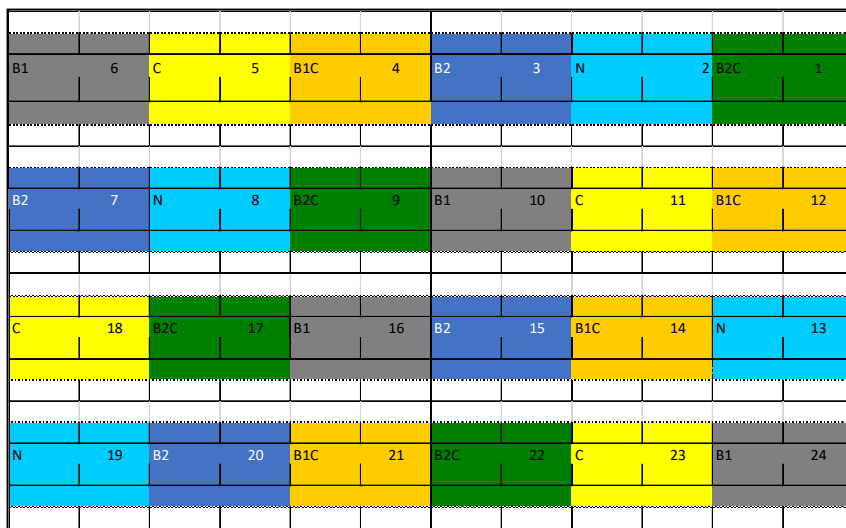 B1 6 C 5 B1C 4 B2 3 N 2 B2C 1
B2 7 N 8 B2C 9 B1 10 C 11 B1C 12
C 18 B2C 17 B1 16 B2 15 B1C 14 N 13
N 19 B2 20 B1C 21 B2C 22 C 23 B1 24